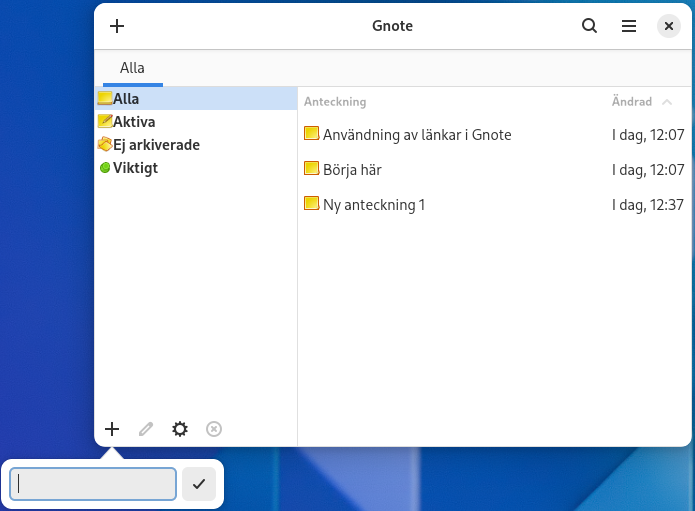 Gnote
Alla
Alla
Aktiva
Ej arkiverade
Viktigt
Anteckning Ändrad
Användning av länkar i Gnote I dag, 12:07
Börja här I dag, 12:07
Ny anteckning 1 I dag, 12:37